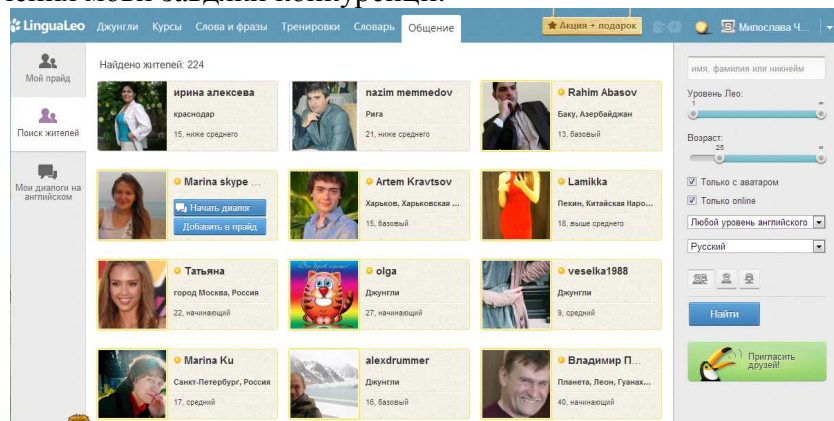 LinguaLeo Джунгли Курсы Слова и фразы Тренировки Словарь Общение Акция + подарок Милослава Ч...
Мой прайд
Поиск жителей
Мои диалоги на английском
Найдено жителей: 224
ирина алексева
краснодар
15, ниже среднего
nazim memmedov
Рига
21, ниже среднего
Rahim Abasov
Баку, Азербайджан
13, базовый
Marina skype ...
Начать диалог
Добавить в прайд
Artem Kravtsov
Харьков, Харьковская ...
15, базовый
Lamikka
Пекин, Китайская Наро...
18, выше среднего
Татьяна
город Москва, Россия
22, начинающий
olga
Джунгли
27, начинающий
veselka1988
Джунгли
9, средний
Marina Ku
Санкт-Петербург, Россия
17, средний
alexdrummer
Джунгли
16, базовый
Владимир П...
Планета, Леон, Гуанах...
40, начинающий
имя, фамилия или никнейм
Уровень Лео:
1 ∞
Возраст:
25 ∞
Только с аватаром
Только online
Любой уровень английского
Русский
Найти
Пригласить друзей!